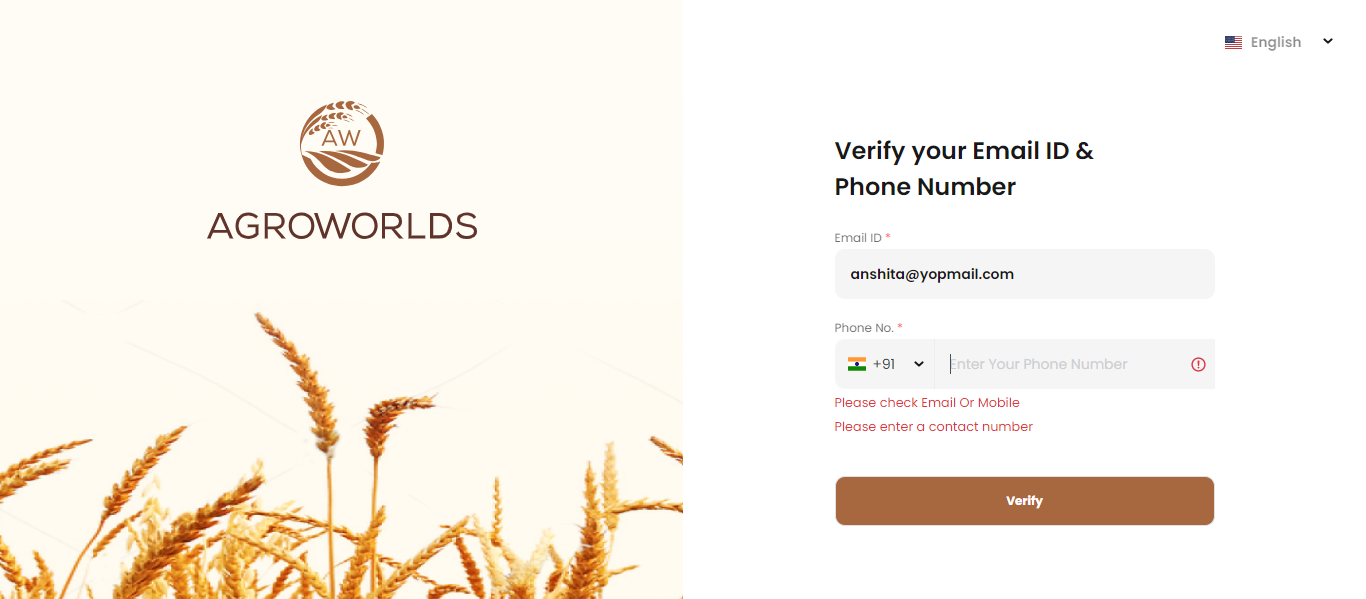 English
AW
AGROWORLDS
Verify your Email ID &
Phone Number
Email ID *
anshita@yopmail.com
Phone No. *
+91 Enter Your Phone Number
Please check Email Or Mobile
Please enter a contact number
Verify